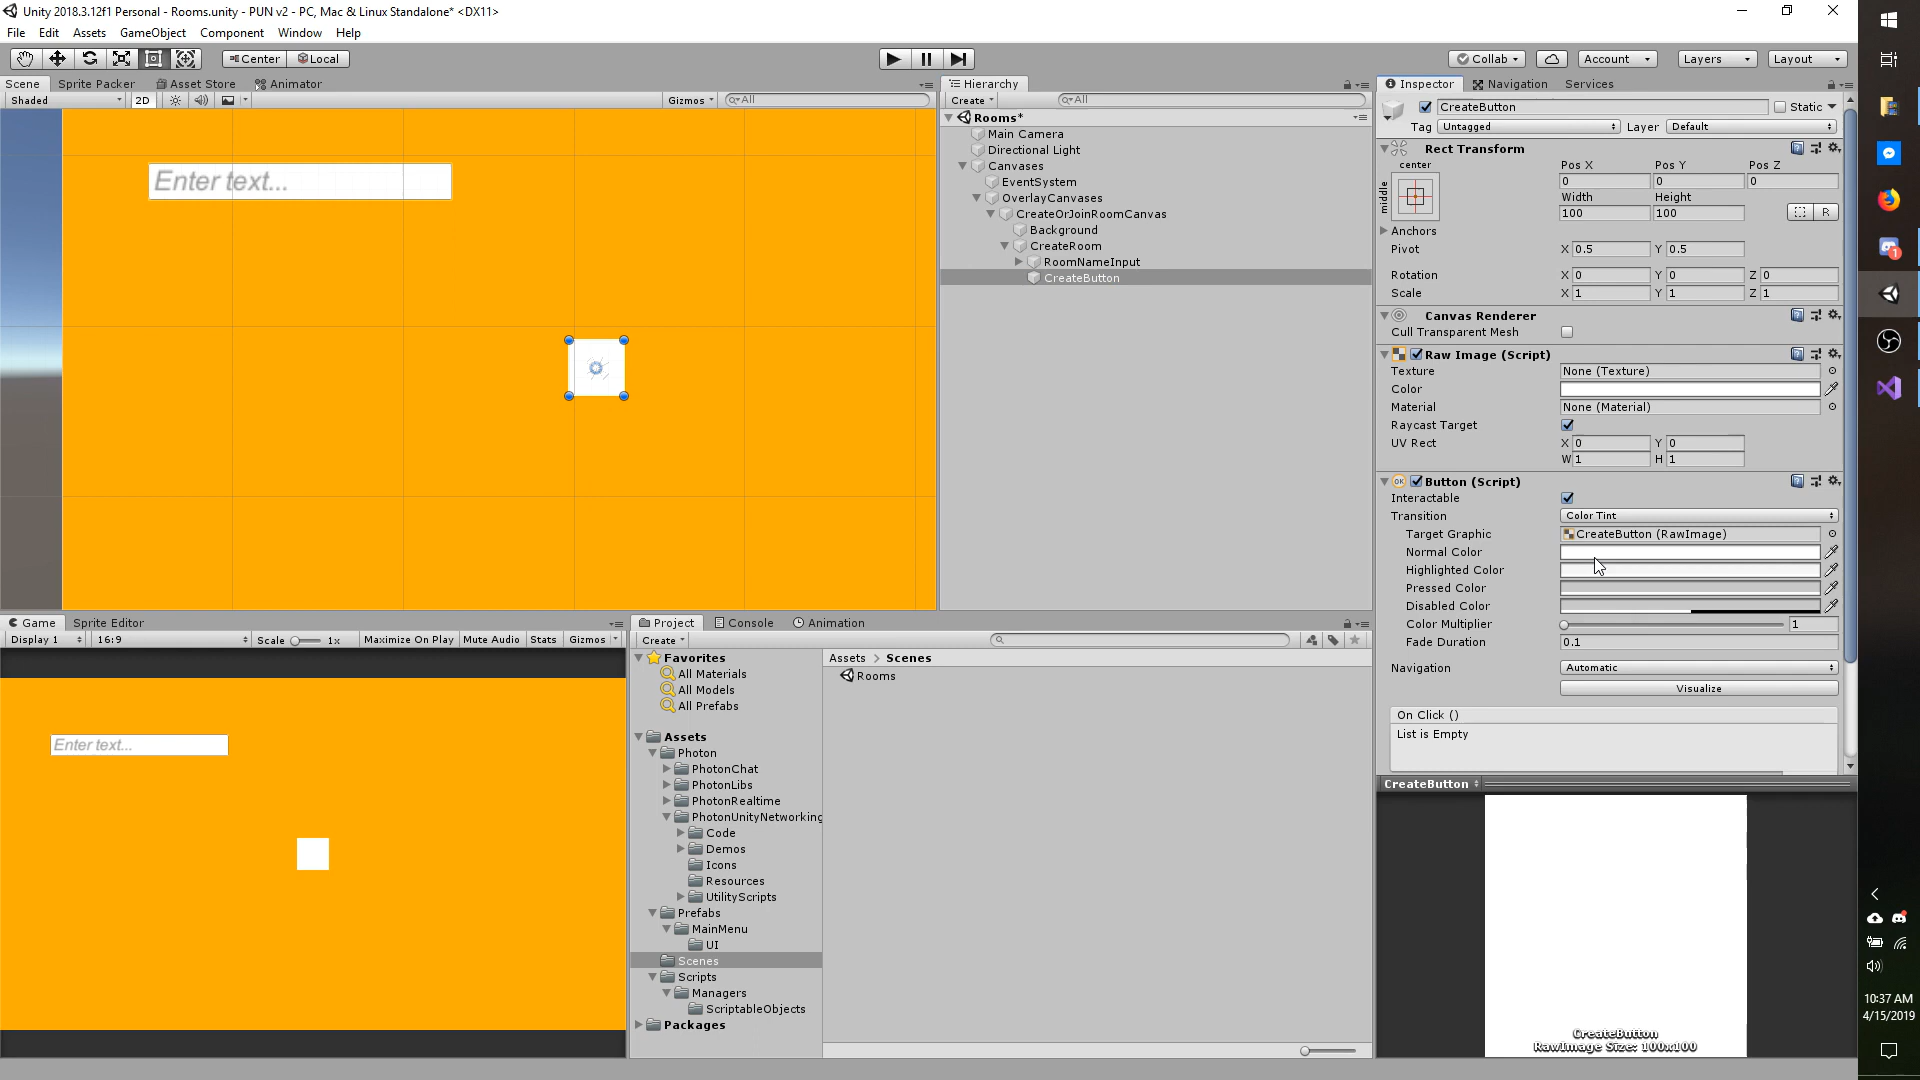 Unity 2018.3.12f1 Personal - Rooms.unity - PUN v2 - PC, Mac & Linux Standalone* <DX11>
File Edit Assets GameObject Component Window Help
Center Local
Collab Account Layers Layout
Scene Sprite Packer Asset Store Animator
Shaded 2D Gizmos All
Hierarchy
Create All
Rooms*
Main Camera
Directional Light
Canvases
EventSystem
OverlayCanvases
CreateOrJoinRoomCanvas
Background
CreateRoom
RoomNameInput
CreateButton
Enter text...
Inspector Navigation Services
CreateButton Static
Tag Untagged Layer Default
Rect Transform
center Pos X Pos Y Pos Z
middle
0 0 0
Width Height
100 100 R
Anchors
Pivot X 0.5 Y 0.5
Rotation X 0 Y 0 Z 0
Scale X 1 Y 1 Z 1
Canvas Renderer
Cull Transparent Mesh
Raw Image (Script)
Texture None (Texture)
Color
Material None (Material)
Raycast Target
UV Rect X 0 Y 0
W 1 H 1
OK Button (Script)
Interactable
Transition Color Tint
Target Graphic CreateButton (RawImage)
Normal Color
Highlighted Color
Pressed Color
Disabled Color
Color Multiplier 1
Fade Duration 0.1
Navigation Automatic
Visualize
On Click ()
List is Empty
CreateButton
CreateButton
RawImage Size: 100x100
Game Sprite Editor
Display 1 16:9 Scale 1x Maximize On Play Mute Audio Stats Gizmos
Enter text...
Project Console Animation
Create
Favorites
All Materials
All Models
All Prefabs
Assets
Photon
PhotonChat
PhotonLibs
PhotonRealtime
PhotonUnityNetworking
Code
Demos
Icons
Resources
UtilityScripts
Prefabs
MainMenu
UI
Scenes
Scripts
Managers
ScriptableObjects
Packages
Assets > Scenes
Rooms
1
10:37 AM
4/15/2019